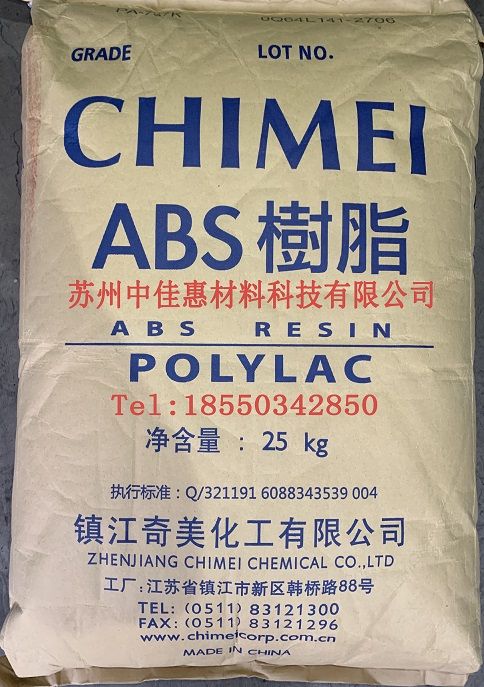 GRADE LOT NO.
CHIMEI
ABS樹脂
苏州中佳惠材料科技有限公司
ABS RESIN
POLYLAC
Tel:18550342850
净含量：25 kg
执行标准：Q/321191 6088343539 004
镇江奇美化工有限公司
ZHENJIANG CHIMEI CHEMICAL CO.,LTD
工厂:江苏省镇江市新区韩桥路88号
TEL: (0511) 83121300
FAX: (0511) 83121296
www.chimeicorp.com.cn
MADE IN CHINA